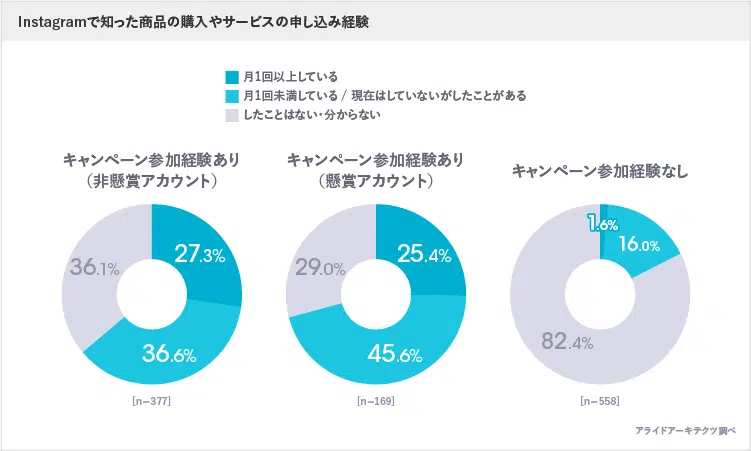 Instagramで知った商品の購入やサービスの申し込み経験
月1回以上している
月1回未満している / 現在はしていないがしたことがある
したことはない・分からない
キャンペーン参加経験あり
（非懸賞アカウント）
キャンペーン参加経験あり
（懸賞アカウント）
キャンペーン参加経験なし
27.3%
36.6%
36.1%
25.4%
45.6%
29.0%
1.6%
16.0%
82.4%
[n−377]
[n−169]
[n−558]
アライドアーキテクツ調べ